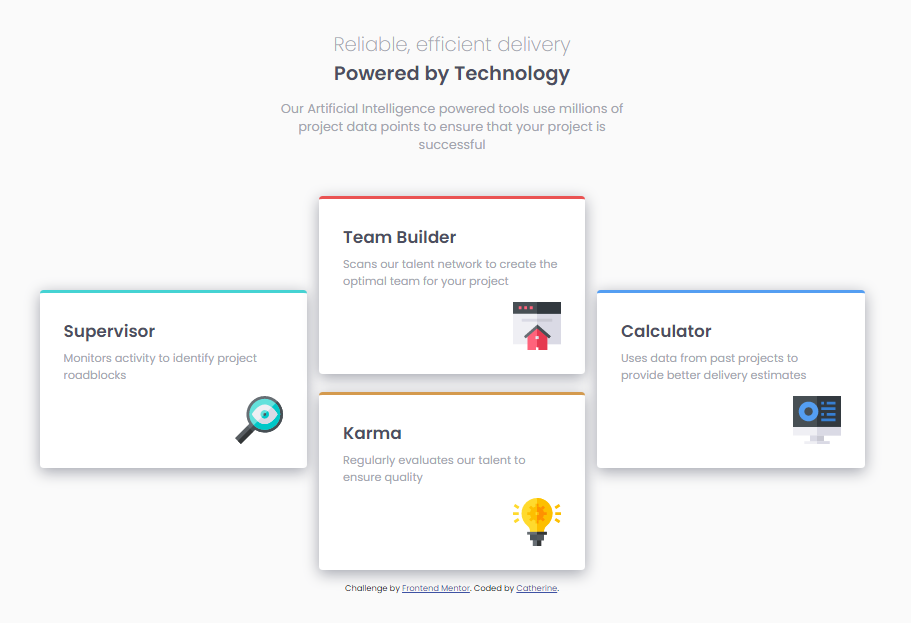 Reliable, efficient delivery
Powered by Technology
Our Artificial Intelligence powered tools use millions of
project data points to ensure that your project is
successful
Team Builder
Scans our talent network to create the
optimal team for your project
Supervisor
Monitors activity to identify project
roadblocks
Calculator
Uses data from past projects to
provide better delivery estimates
Karma
Regularly evaluates our talent to
ensure quality
Challenge by Frontend Mentor. Coded by Catherine.